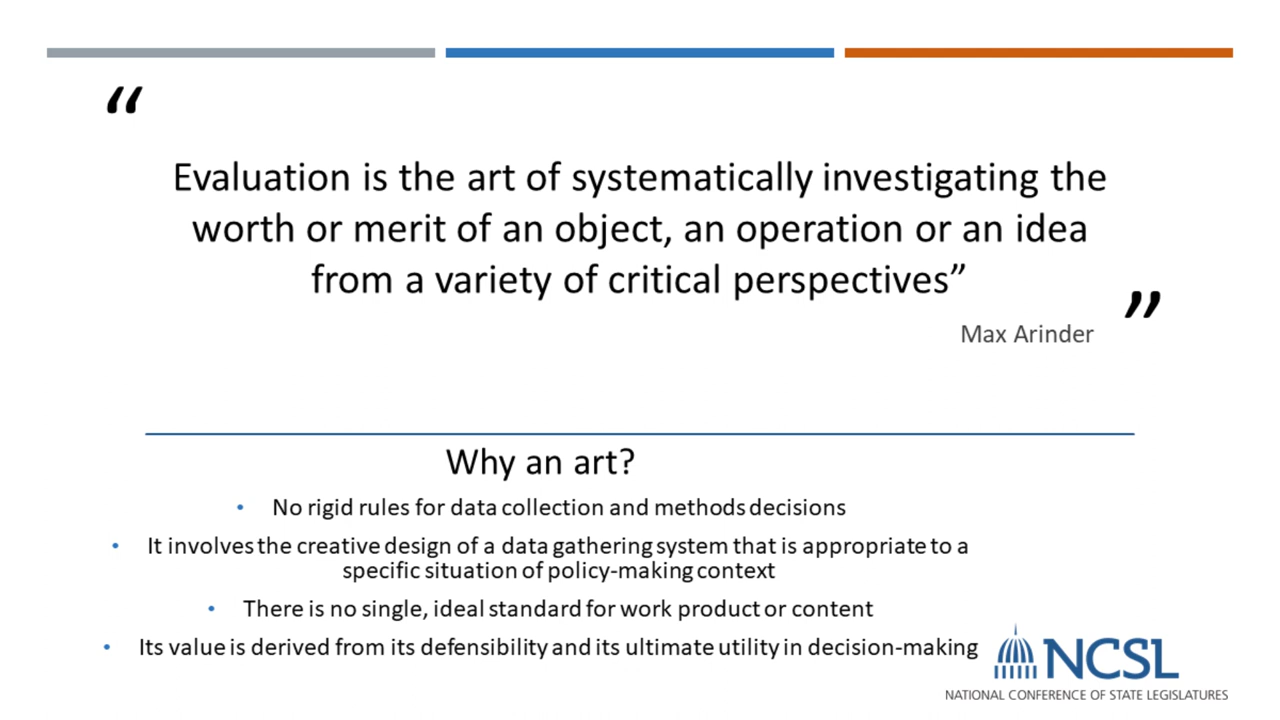 “
Evaluation is the art of systematically investigating the
worth or merit of an object, an operation or an idea
from a variety of critical perspectives”
”
Max Arinder
Why an art?
• No rigid rules for data collection and methods decisions
• It involves the creative design of a data gathering system that is appropriate to a
specific situation of policy-making context
• There is no single, ideal standard for work product or content
• Its value is derived from its defensibility and its ultimate utility in decision-making
NCSL
NATIONAL CONFERENCE OF STATE LEGISLATURES